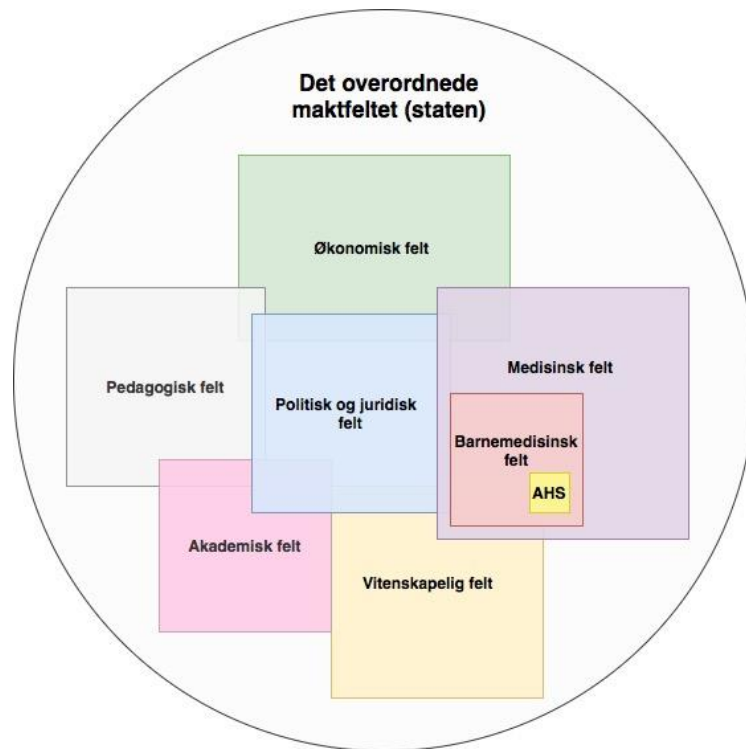 Det overordnede
maktfeltet (staten)
Økonomisk felt
Pedagogisk felt
Politisk og juridisk
felt
Medisinsk felt
Barnemedisinsk
felt
AHS
Akademisk felt
Vitenskapelig felt